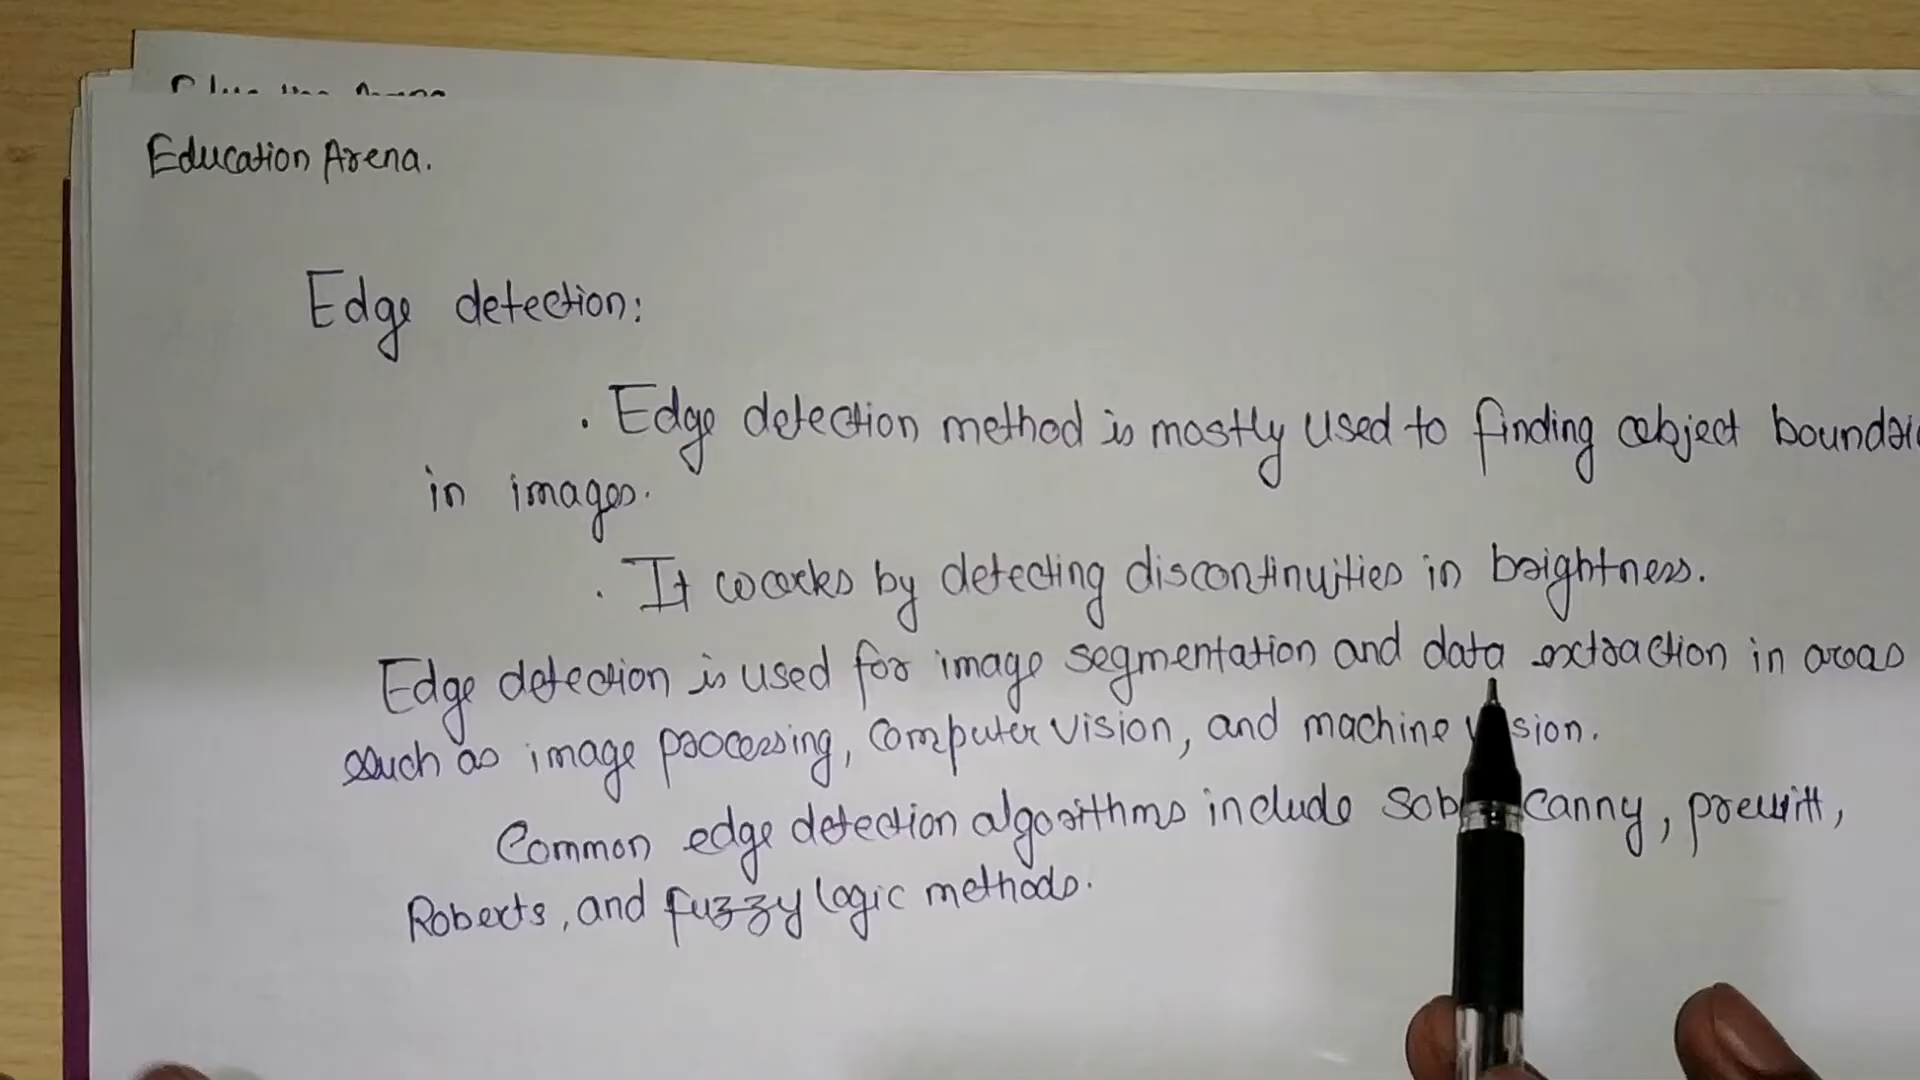 Education Arena.
Edge detection:
. Edge detection method is mostly used to finding object
in images.
. It works by detecting discontinuities in brightness.
Edge detection is used for image segmentation and data extraction in areas
such as image processing, computer vision, and machine
Common edge detection algorithms include Canny, prewitt,
Roberts, and fuzzy logic methods.